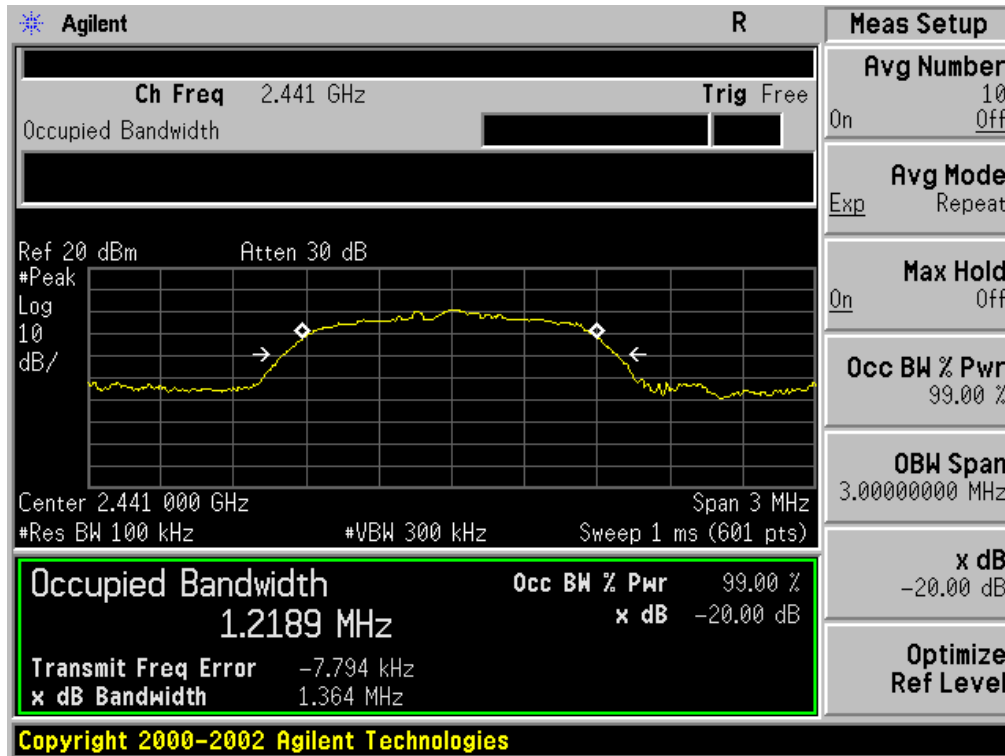 Agilent R Meas Setup
Avg Number
10
On Off
Ch Freq 2.441 GHz Trig Free
Occupied Bandwidth
Avg Mode
Exp Repeat
Ref 20 dBm Atten 30 dB
#Peak
Log
10
dB/
Max Hold
On Off
Occ BW % Pwr
99.00 %
OBW Span
3.00000000 MHz
Center 2.441 000 GHz Span 3 MHz
#Res BW 100 kHz #VBW 300 kHz Sweep 1 ms (601 pts)
x dB
-20.00 dB
Occupied Bandwidth Occ BW % Pwr 99.00 %
1.2189 MHz x dB -20.00 dB
Transmit Freq Error -7.794 kHz
x dB Bandwidth 1.364 MHz
Optimize
Ref Level
Copyright 2000-2002 Agilent Technologies